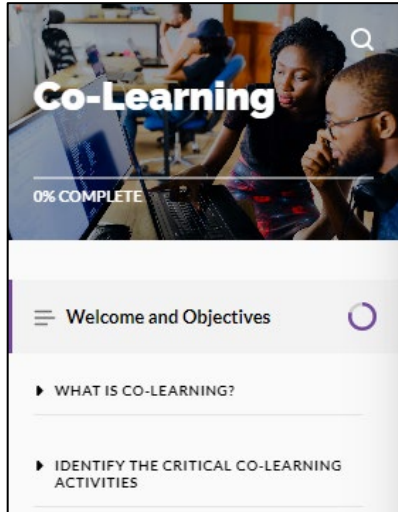 Co-Learning
0% COMPLETE
Welcome and Objectives
WHAT IS CO-LEARNING?
IDENTIFY THE CRITICAL CO-LEARNING
ACTIVITIES